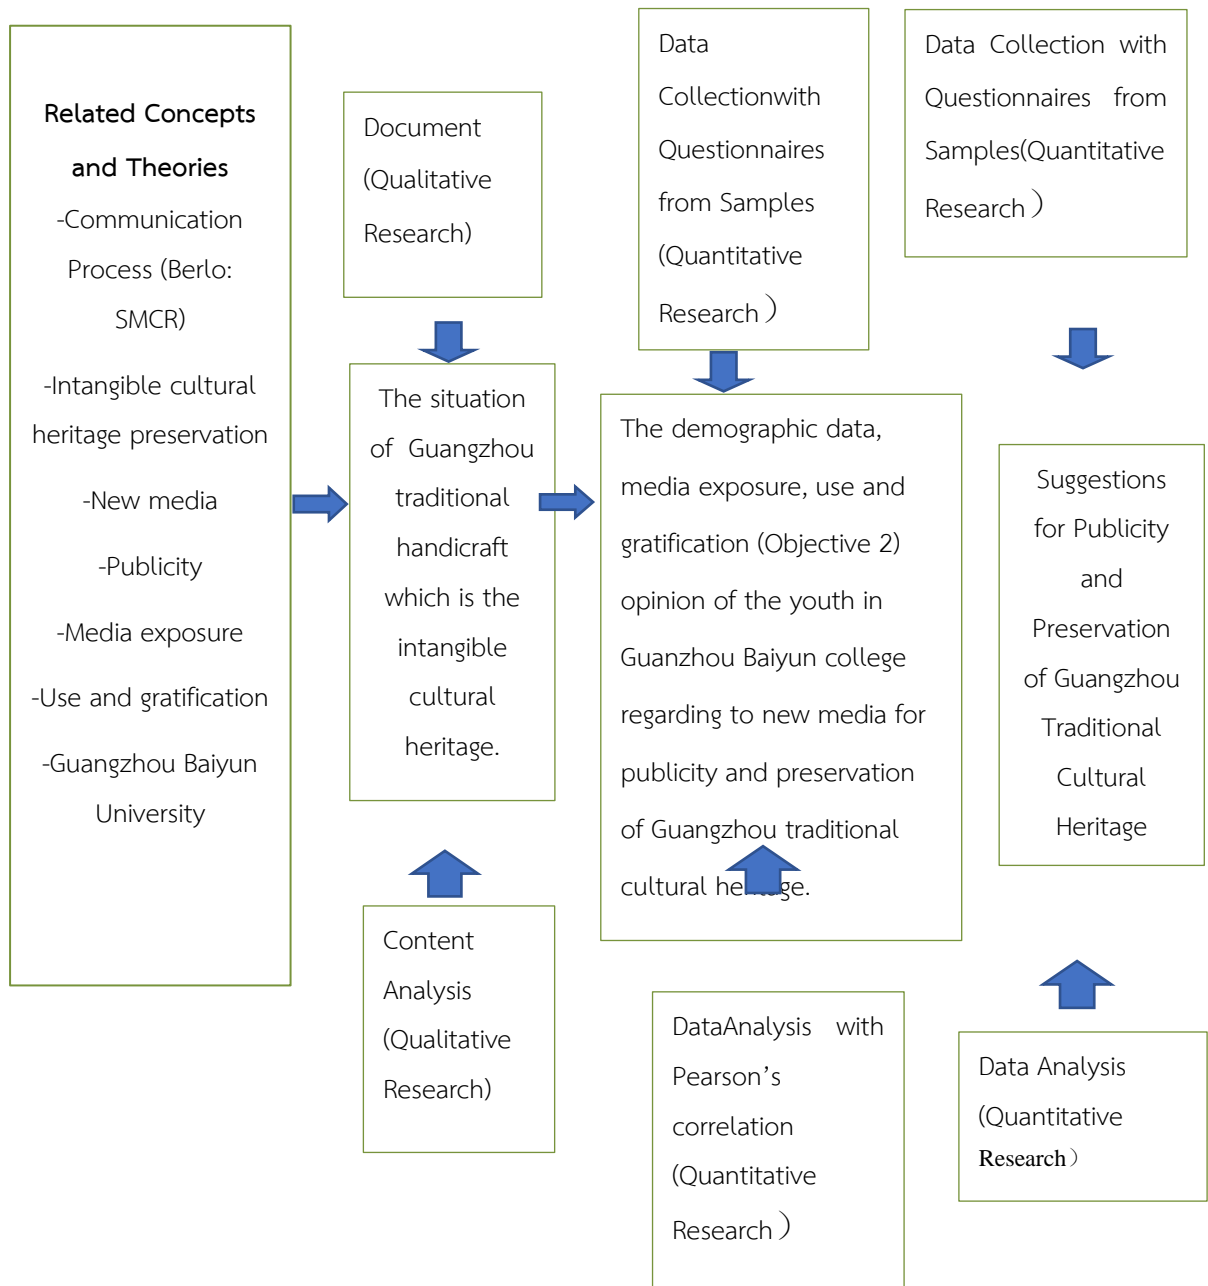 Related Concepts
and Theories
-Communication
Process (Berlo:
SMCR)
-Intangible cultural
heritage preservation
-New media
-Publicity
-Media exposure
-Use and gratification
-Guangzhou Baiyun
University
Document
(Qualitative
Research)
The situation
of Guangzhou
traditional
handicraft
which is the
intangible
cultural
heritage.
Content
Analysis
(Qualitative
Research)
Data
Collectionwith
Questionnaires
from Samples
(Quantitative
Research）
The demographic data,
media exposure, use and
gratification (Objective 2)
opinion of the youth in
Guanzhou Baiyun college
regarding to new media for
publicity and preservation
of Guangzhou traditional
cultural heritage.
DataAnalysis with
Pearson’s
correlation
(Quantitative
Research）
Data Collection with
Questionnaires from
Samples(Quantitative
Research）
Suggestions
for Publicity
and
Preservation
of Guangzhou
Traditional
Cultural
Heritage
Data Analysis
(Quantitative
Research）